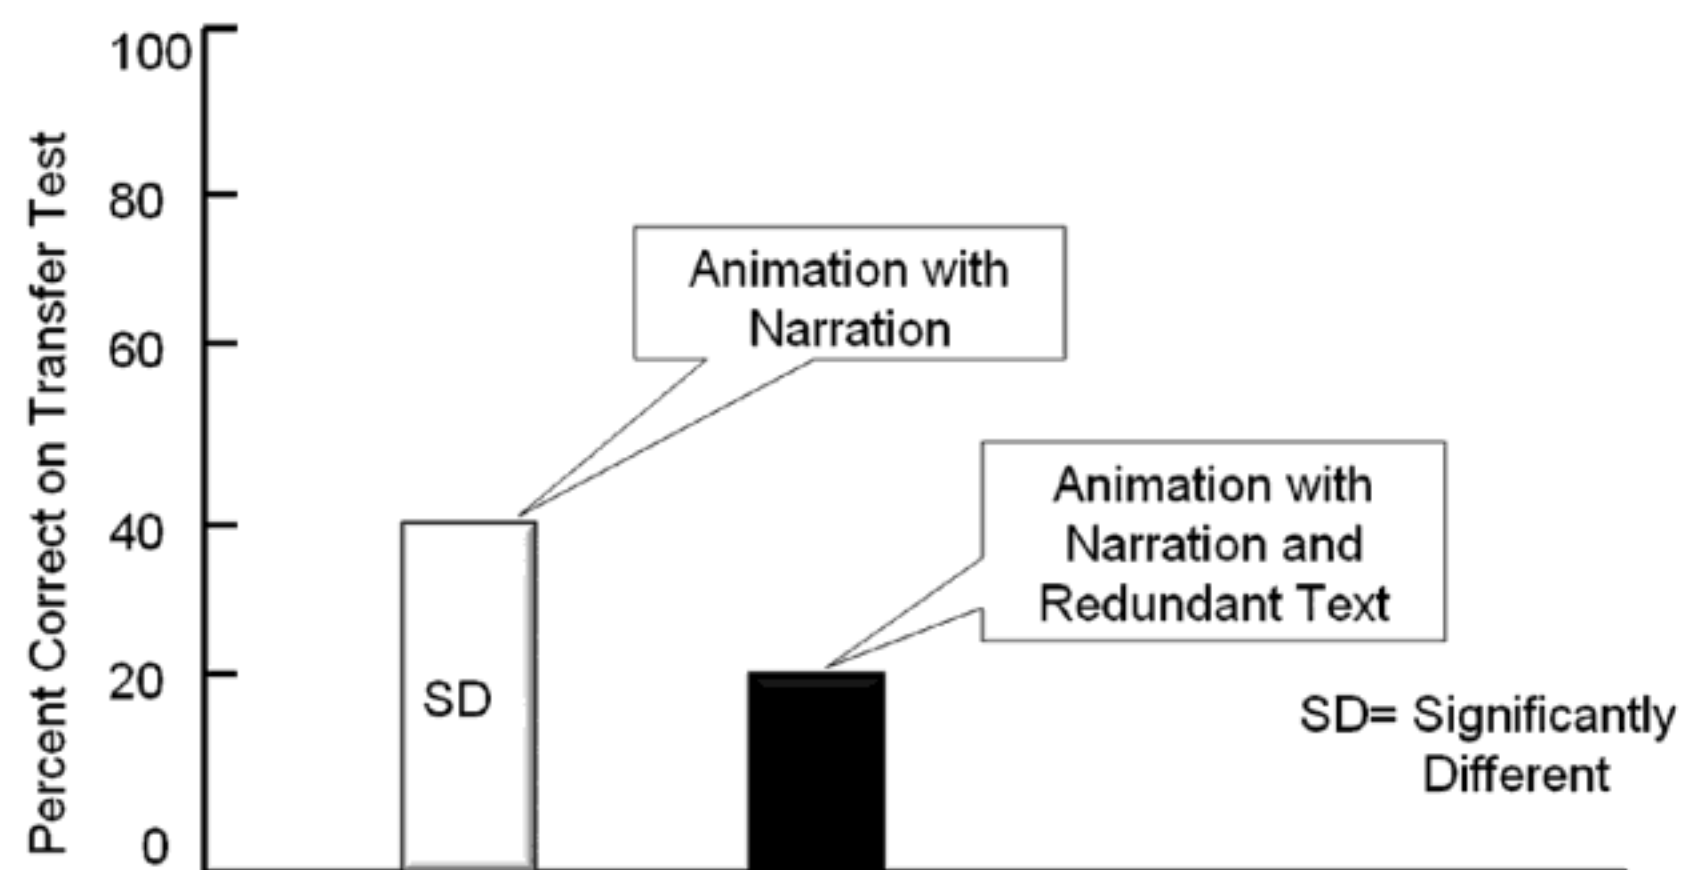 Percent Correct on Transfer Test
100
80
60
40
20
0
Animation with
Narration
Animation with
Narration and
Redundant Text
SD
SD= Significantly
Different